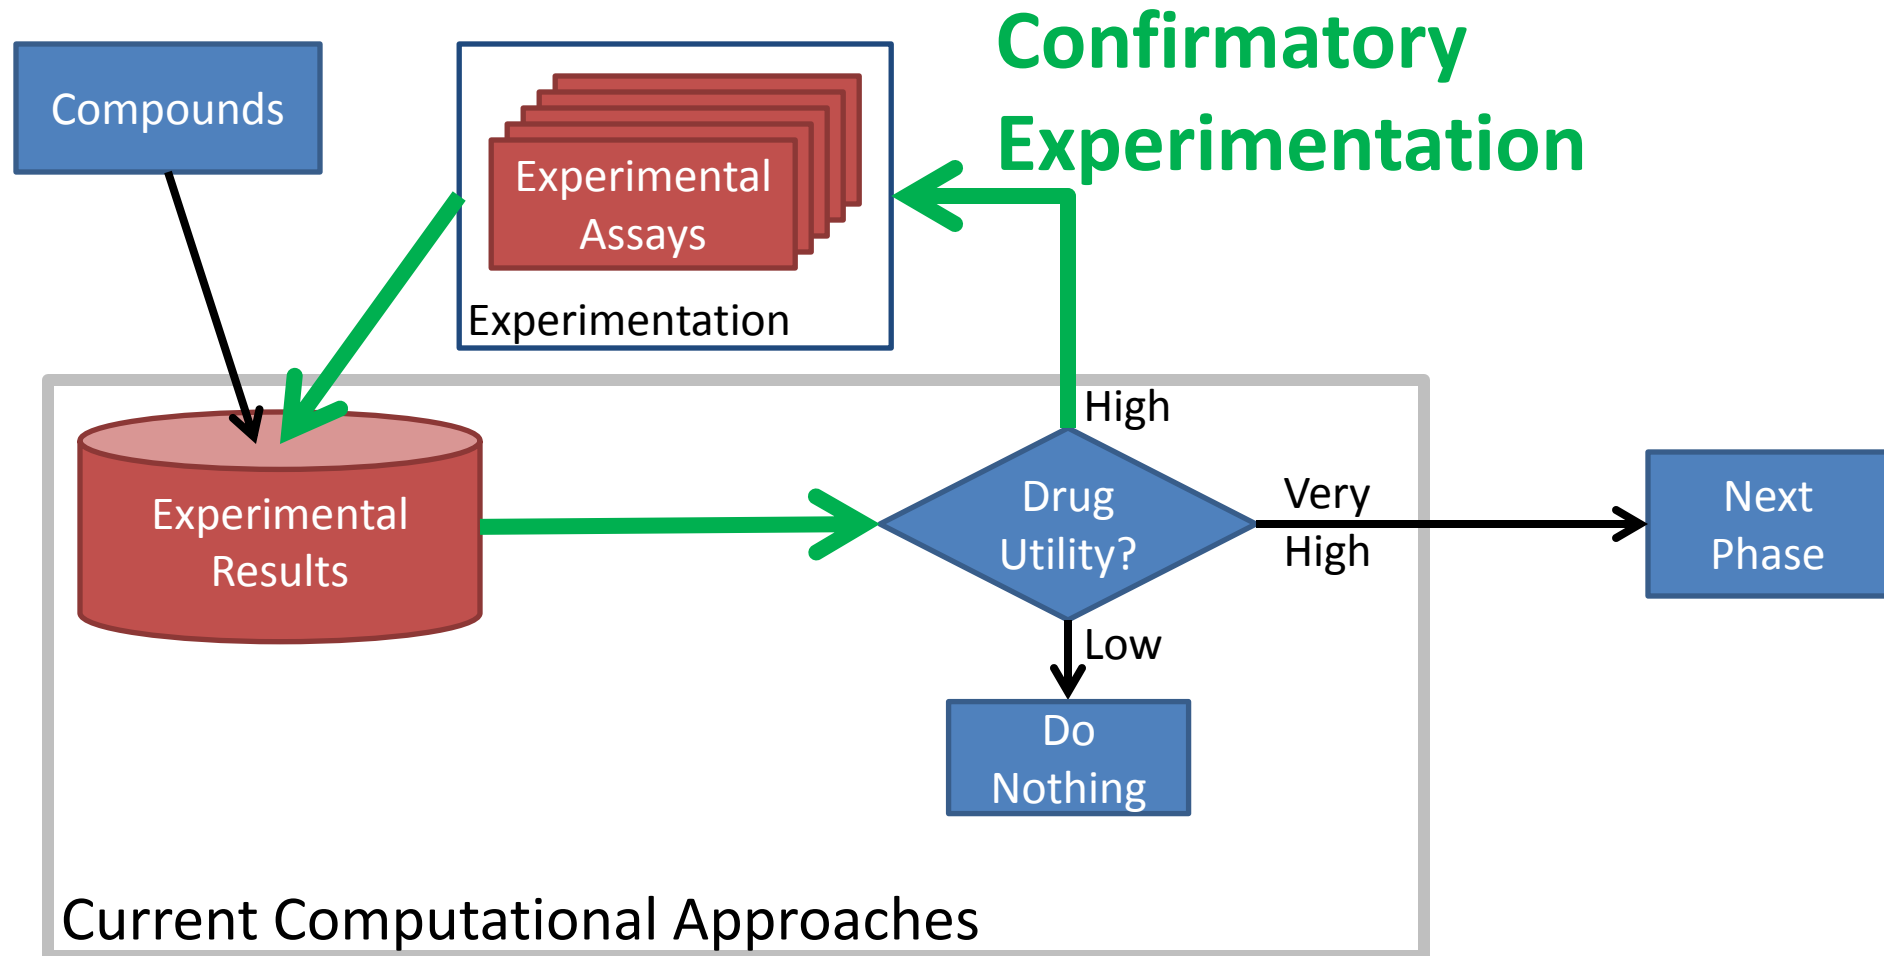 Confirmatory
Experimentation
Compounds
Experimental
Assays
Experimentation
High
Experimental
Results
Drug
Utility?
Very
High
Next
Phase
Low
Do
Nothing
Current Computational Approaches